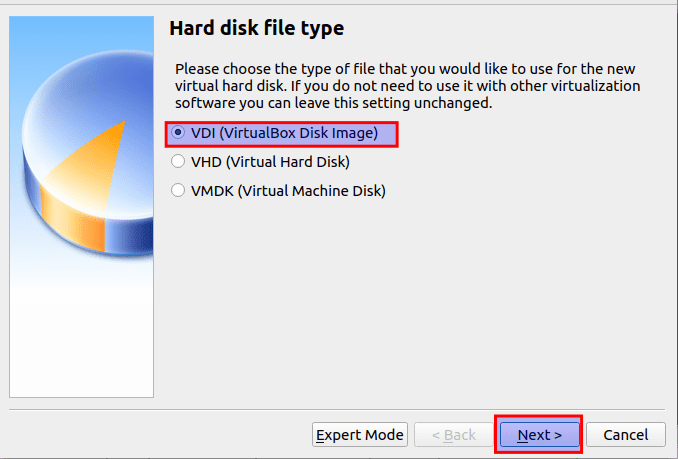 Hard disk file type
Please choose the type of file that you would like to use for the new
virtual hard disk. If you do not need to use it with other virtualization
software you can leave this setting unchanged.
VDI (VirtualBox Disk Image)
VHD (Virtual Hard Disk)
VMDK (Virtual Machine Disk)
Expert Mode
< Back
Next >
Cancel